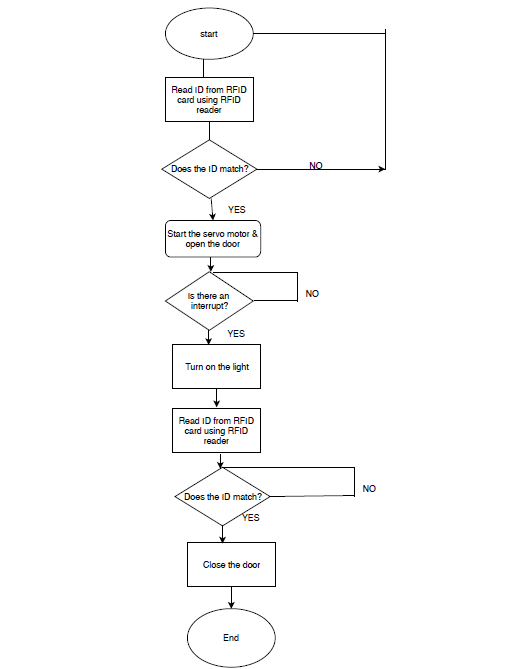 start
Read ID from RFID
card using RFID
reader
Does the ID match?
NO
YES
Start the servo motor &
open the door
Is there an
interrupt?
NO
YES
Turn on the light
Read ID from RFID
card using RFID
reader
Does the ID match?
NO
YES
Close the door
End